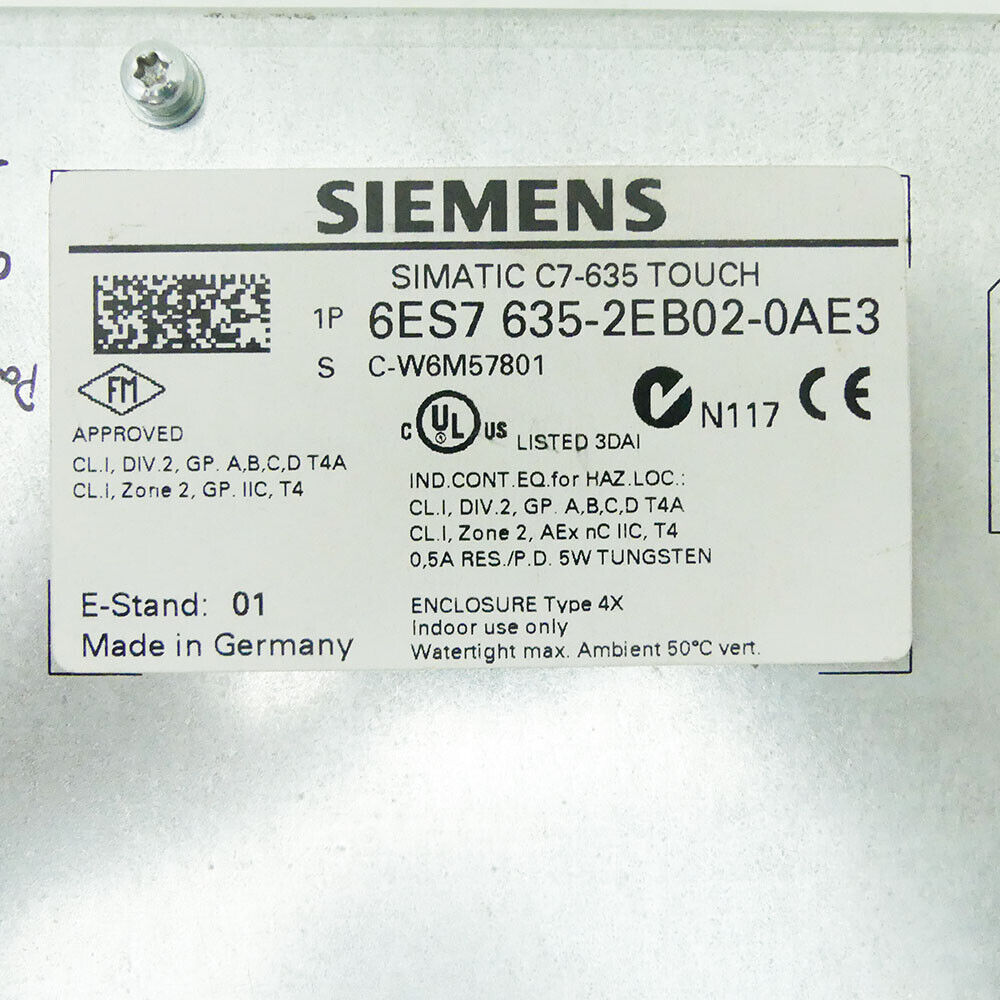 SIEMENS
SIMATIC C7-635 TOUCH
1P 6ES7 635-2EB02-0AE3
S C-W6M57801
FM
APPROVED
CL.I, DIV.2, GP. A,B,C,D T4A
CL.I, Zone 2, GP. IIC, T4
C UL US LISTED 3DAI
N117 CE
IND.CONT.EQ.for HAZ.LOC.:
CL.I, DIV.2, GP. A,B,C,D T4A
CL.I, Zone 2, AEx nC IIC, T4
0,5A RES./P.D. 5W TUNGSTEN
E-Stand: 01
Made in Germany
ENCLOSURE Type 4X
Indoor use only
Watertight max. Ambient 50°C vert.